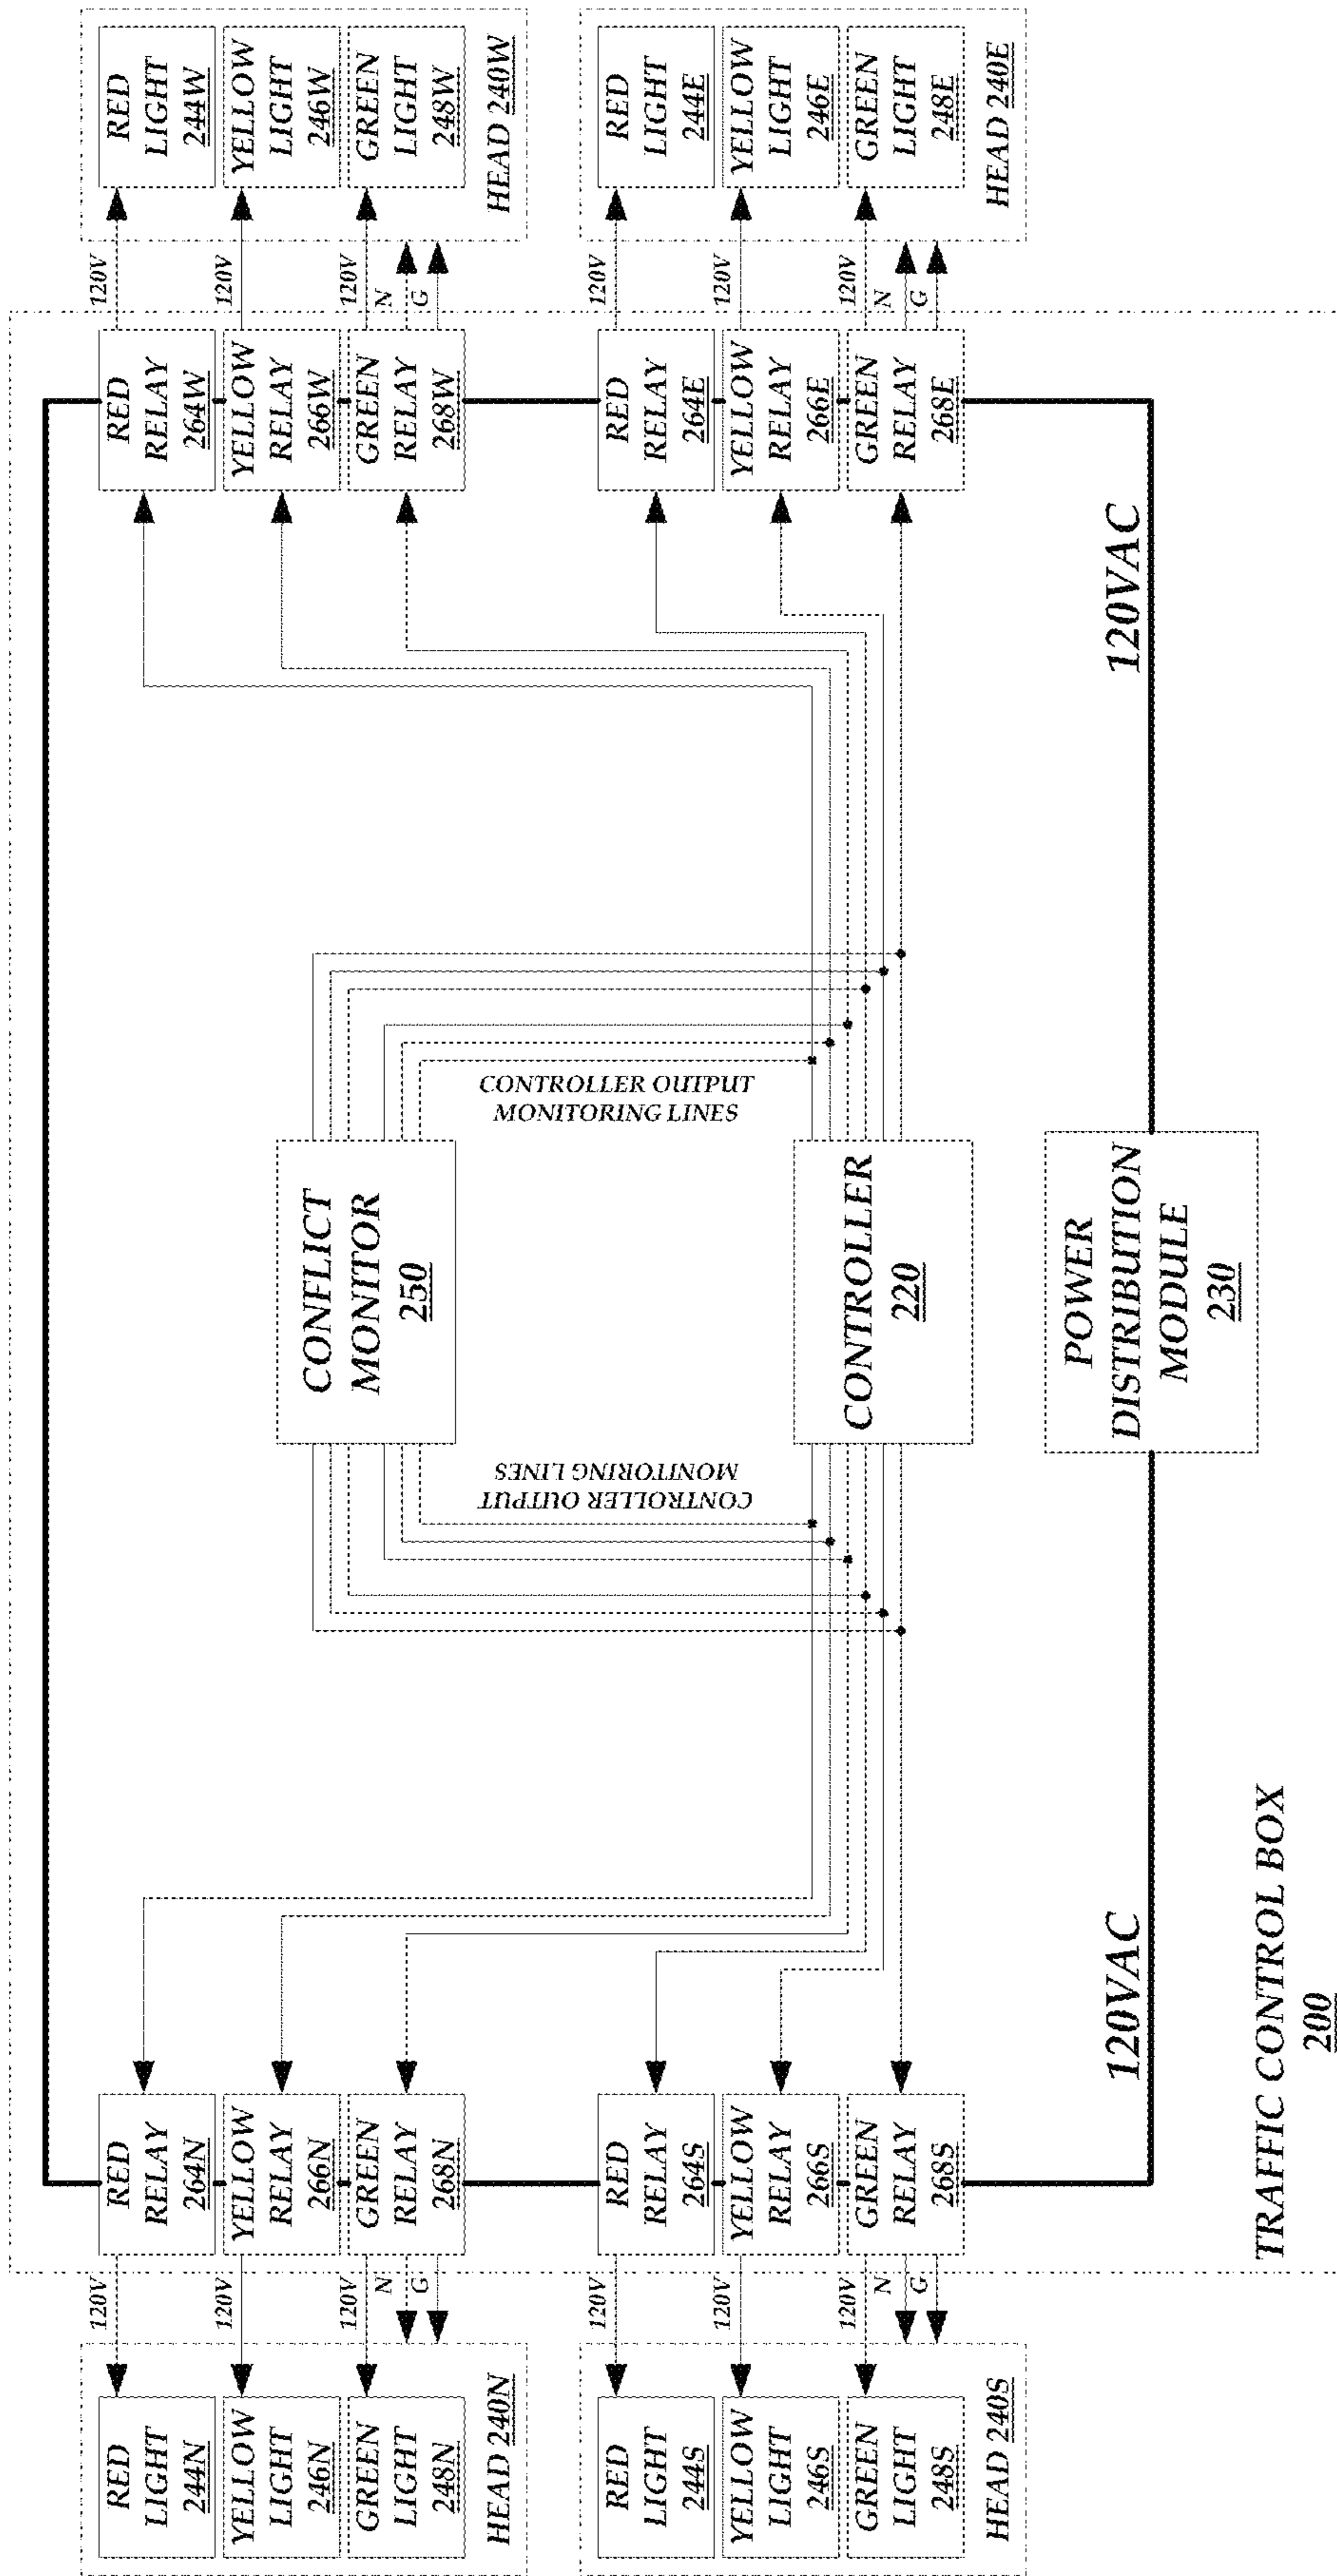 RED
LIGHT
244N
YELLOW
LIGHT
246N
GREEN
LIGHT
248N
HEAD 240N
RED
LIGHT
244S
YELLOW
LIGHT
246S
GREEN
LIGHT
248S
HEAD 240S
120V
120V
120V
N
G
120V
120V
120V
N
G
RED
RELAY
264N
YELLOW
RELAY
266N
GREEN
RELAY
268N
RED
RELAY
264S
YELLOW
RELAY
266S
GREEN
RELAY
268S
120VAC
TRAFFIC CONTROL BOX
200
CONTROLLER OUTPUT
MONITORING LINES
CONFLICT
MONITOR
250
CONTROLLER
220
POWER
DISTRIBUTION
MODULE
230
CONTROLLER OUTPUT
MONITORING LINES
120VAC
RED
RELAY
264W
YELLOW
RELAY
266W
GREEN
RELAY
268W
RED
RELAY
264E
YELLOW
RELAY
266E
GREEN
RELAY
268E
120V
120V
120V
N
G
120V
120V
120V
N
G
RED
LIGHT
244W
YELLOW
LIGHT
246W
GREEN
LIGHT
248W
HEAD 240W
RED
LIGHT
244E
YELLOW
LIGHT
246E
GREEN
LIGHT
248E
HEAD 240E